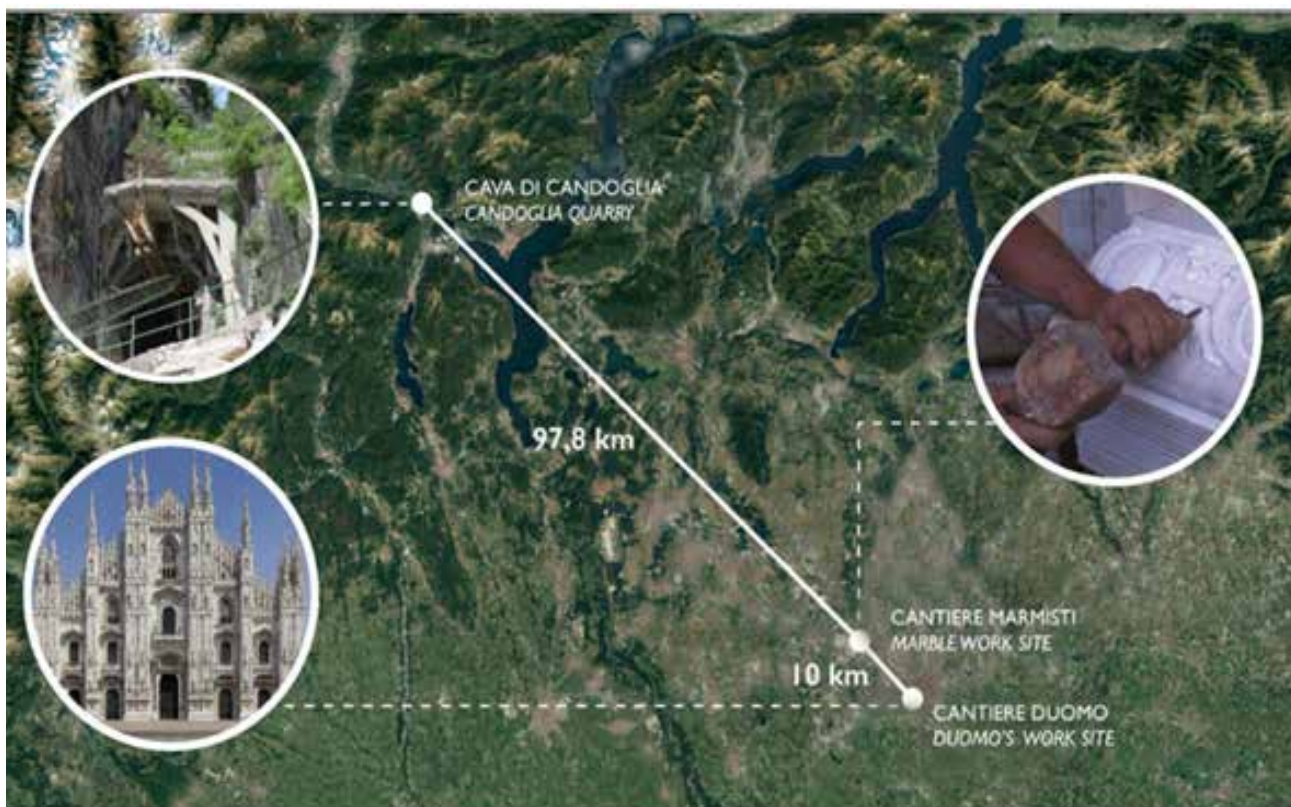 CAVA DI CANDOGLIA
CANDOGLIA QUARRY
97,8 km
CANTIERE MARMISTI
MARBLE WORK SITE
10 km
CANTIERE DUOMO
DUOMO'S WORK SITE